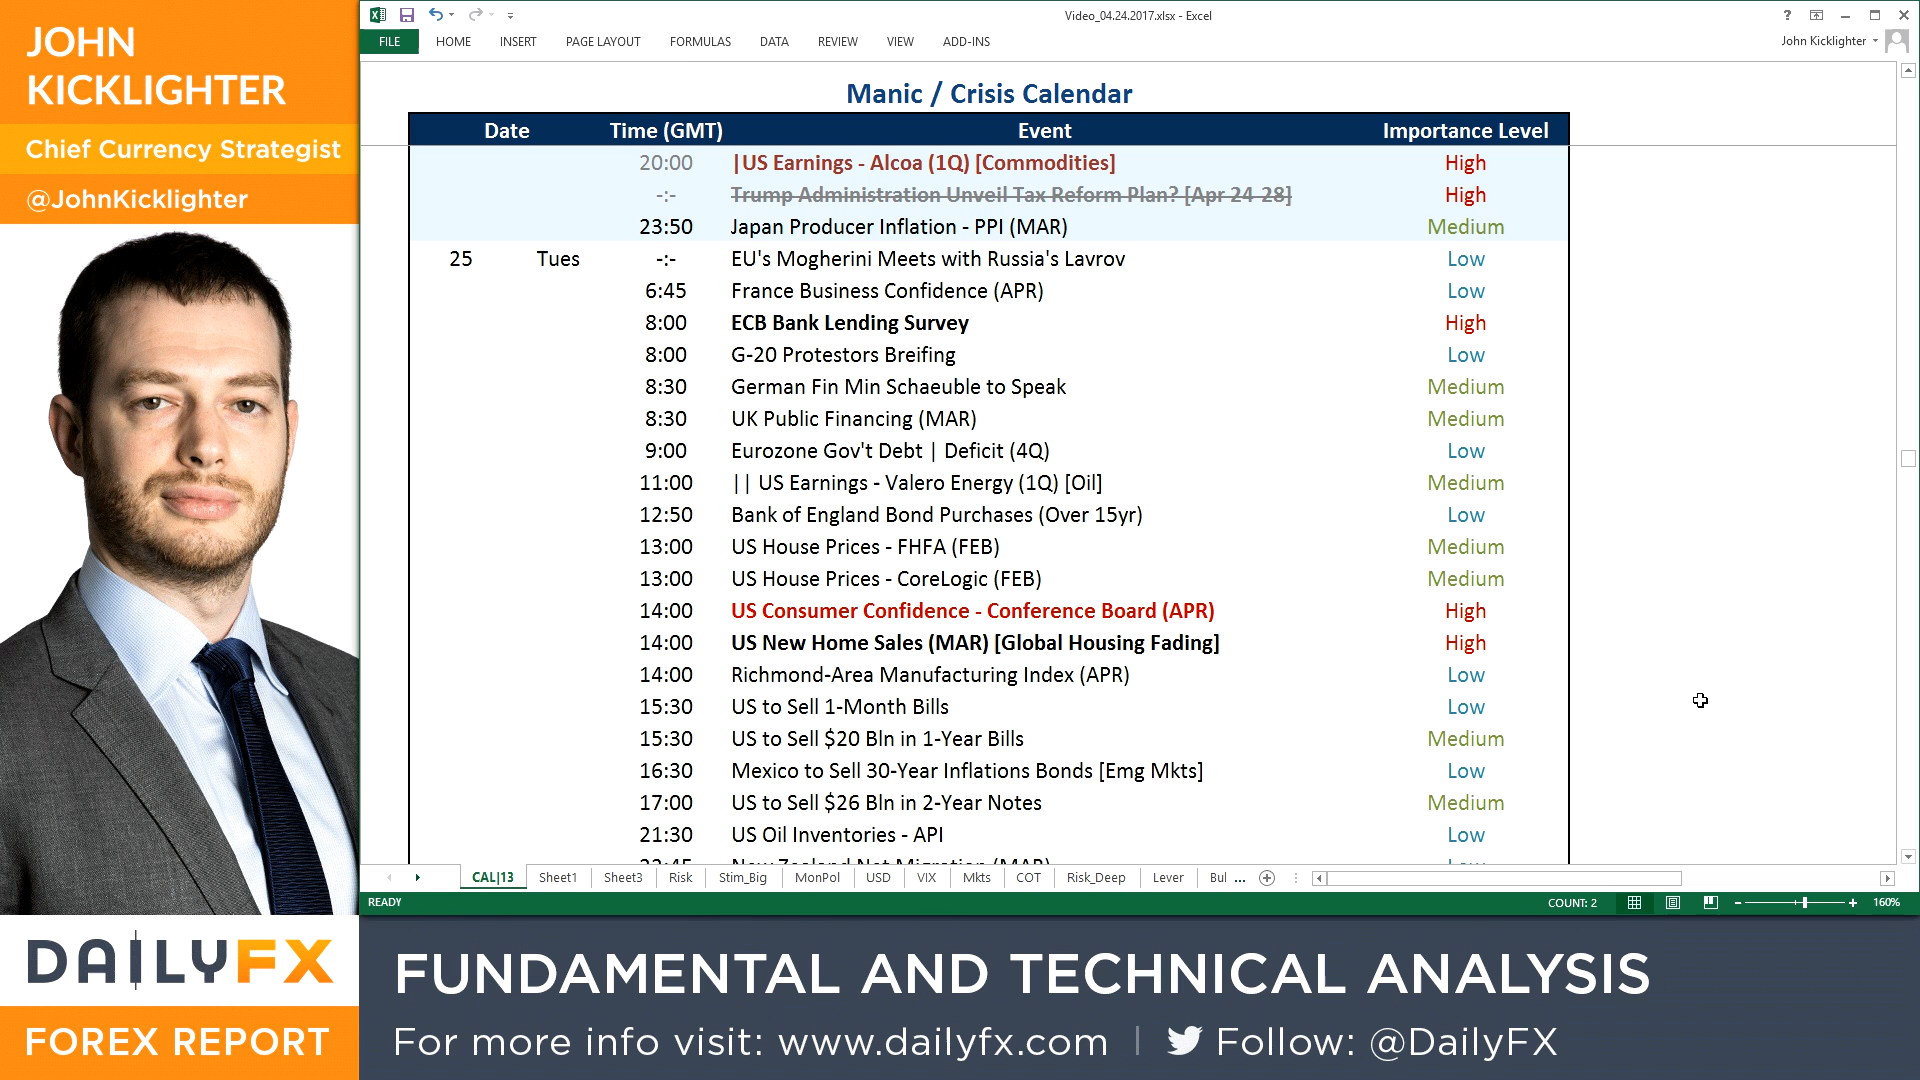 JOHN
KICKLIGHTER
Chief Currency Strategist
@JohnKicklighter
Video_04.24.2017.xlsx - Excel
?
FILE HOME INSERT PAGE LAYOUT FORMULAS DATA REVIEW VIEW ADD-INS
John Kicklighter
Manic / Crisis Calendar
Date Time (GMT) Event Importance Level
20:00 |US Earnings - Alcoa (1Q) [Commodities] High
-:- Trump Administration Unveil Tax Reform Plan? [Apr 24-28] High
23:50 Japan Producer Inflation - PPI (MAR) Medium
25 Tues -:- EU's Mogherini Meets with Russia's Lavrov Low
6:45 France Business Confidence (APR) Low
8:00 ECB Bank Lending Survey High
8:00 G-20 Protestors Breifing Low
8:30 German Fin Min Schaeuble to Speak Medium
8:30 UK Public Financing (MAR) Medium
9:00 Eurozone Gov't Debt | Deficit (4Q) Low
11:00 || US Earnings - Valero Energy (1Q) [Oil] Medium
12:50 Bank of England Bond Purchases (Over 15yr) Low
13:00 US House Prices - FHFA (FEB) Medium
13:00 US House Prices - CoreLogic (FEB) Medium
14:00 US Consumer Confidence - Conference Board (APR) High
14:00 US New Home Sales (MAR) [Global Housing Fading] High
14:00 Richmond-Area Manufacturing Index (APR) Low
15:30 US to Sell 1-Month Bills Low
15:30 US to Sell $20 Bln in 1-Year Bills Medium
16:30 Mexico to Sell 30-Year Inflations Bonds [Emg Mkts] Low
17:00 US to Sell $26 Bln in 2-Year Notes Medium
21:30 US Oil Inventories - API Low
22:45 New Zealand Net Migration (MAR) Low
CAL|13 Sheet1 Sheet3 Risk Stim_Big MonPol USD VIX Mkts COT Risk_Deep Lever Bul ...
READY COUNT: 2 160%
DAILYFX
FOREX REPORT
FUNDAMENTAL AND TECHNICAL ANALYSIS
For more info visit: www.dailyfx.com | Follow: @DailyFX